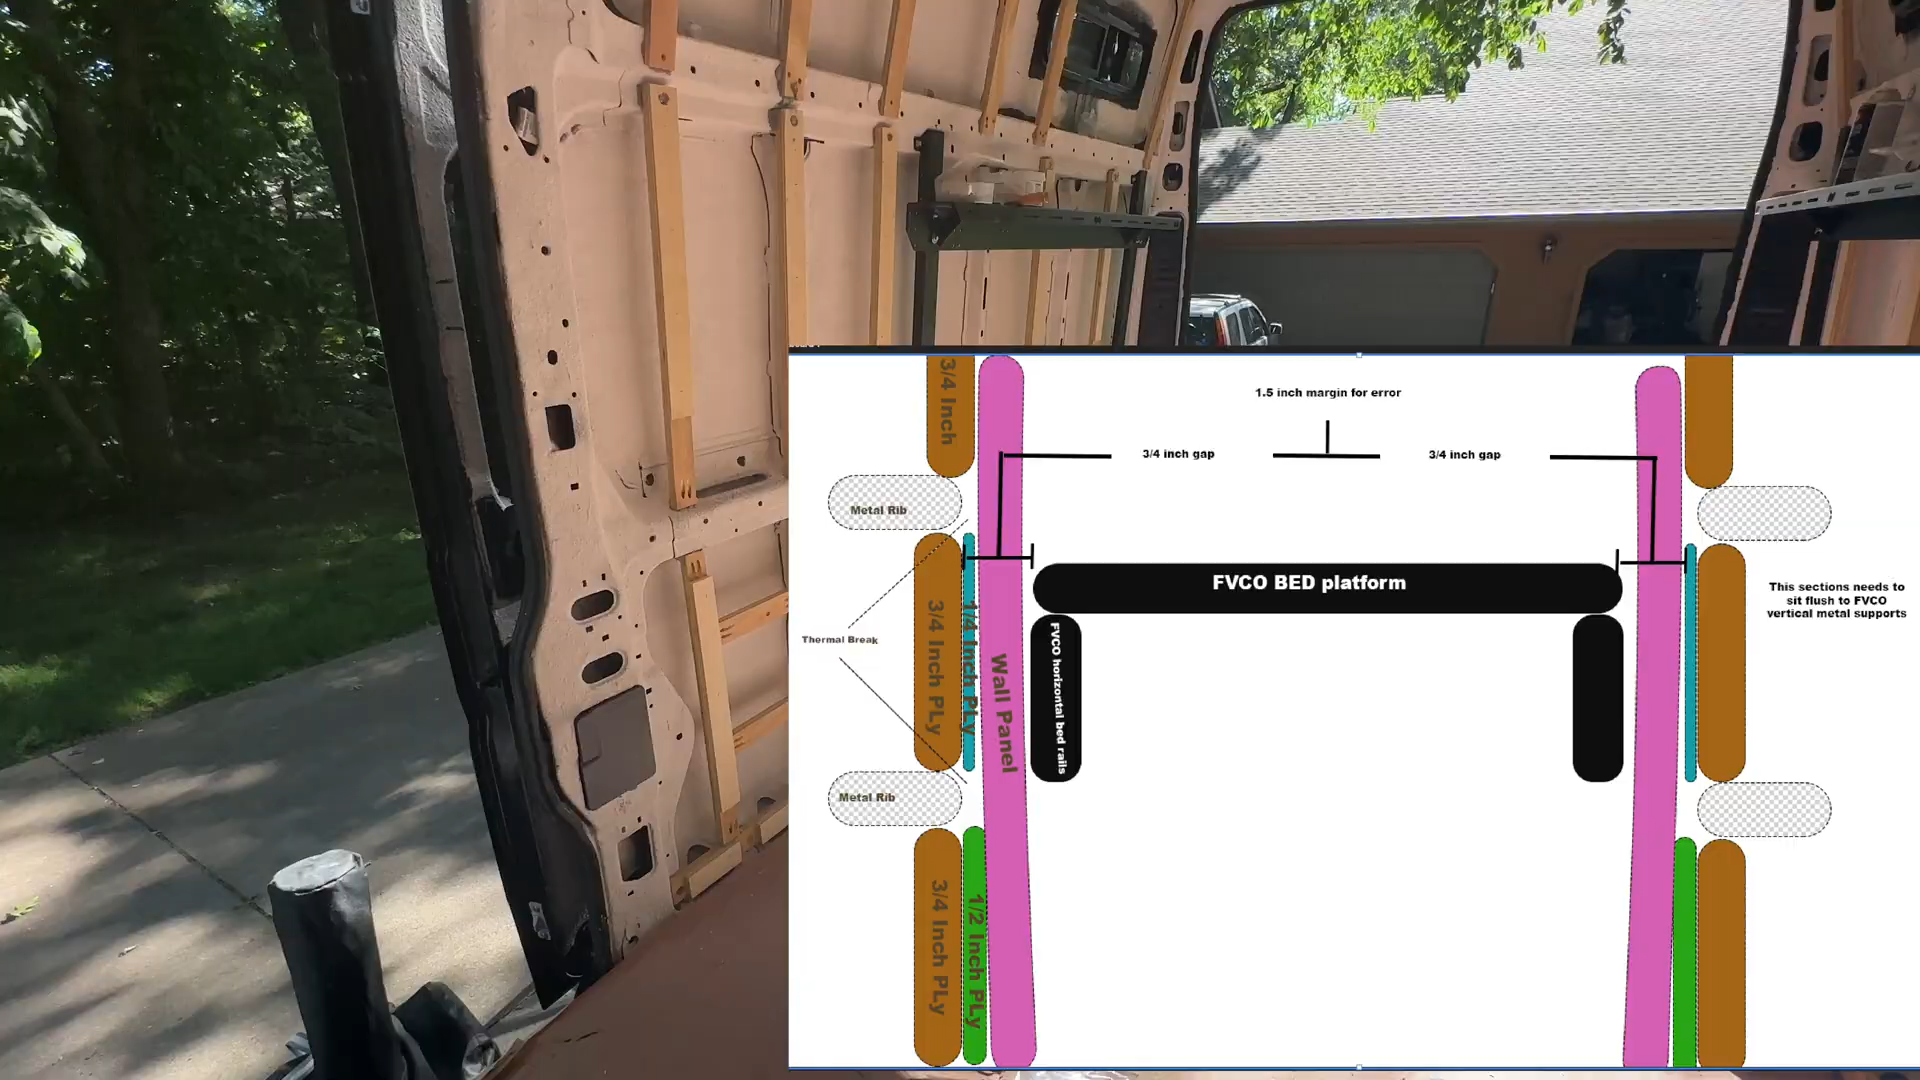 3/4 Inch
1.5 inch margin for error
3/4 inch gap
3/4 inch gap
Metal Rib
FVCO BED platform
This sections needs to
sit flush to FVCO
vertical metal supports
3/4 Inch PLy
1/4 Inch PLy
Wall Panel
FVCO horizontal bed rails
Thermal Break
Metal Rib
3/4 Inch PLy
1/2 Inch PLy